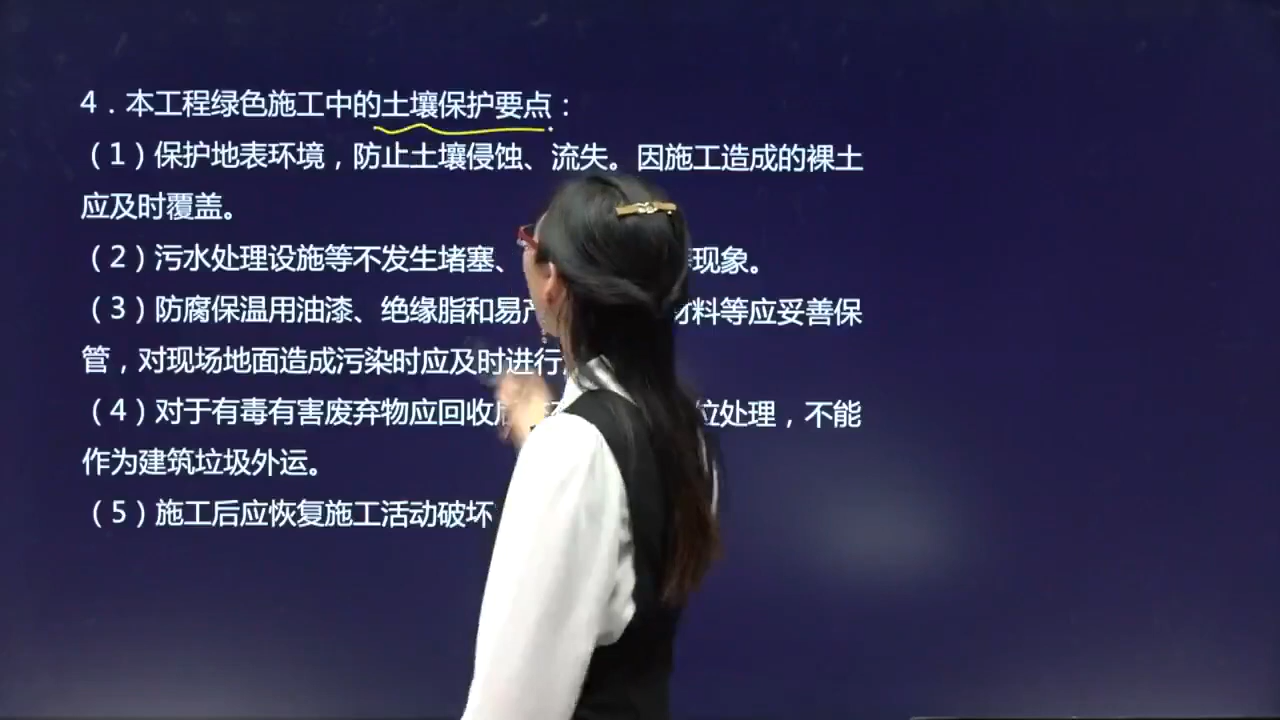 4．本工程绿色施工中的土壤保护要点：
（1）保护地表环境，防止土壤侵蚀、流失。因施工造成的裸土
应及时覆盖。
（2）污水处理设施等不发生堵塞、 现象。
（3）防腐保温用油漆、绝缘脂和易产 材料等应妥善保
管，对现场地面造成污染时应及时进行
（4）对于有毒有害废弃物应回收后 位处理，不能
作为建筑垃圾外运。
（5）施工后应恢复施工活动破坏